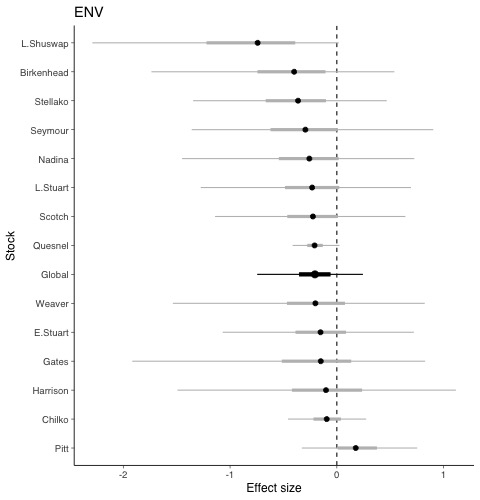 ENV
Stock
L.Shuswap
Birkenhead
Stellako
Seymour
Nadina
L.Stuart
Scotch
Quesnel
Global
Weaver
E.Stuart
Gates
Harrison
Chilko
Pitt
-2 -1 0 1
Effect size